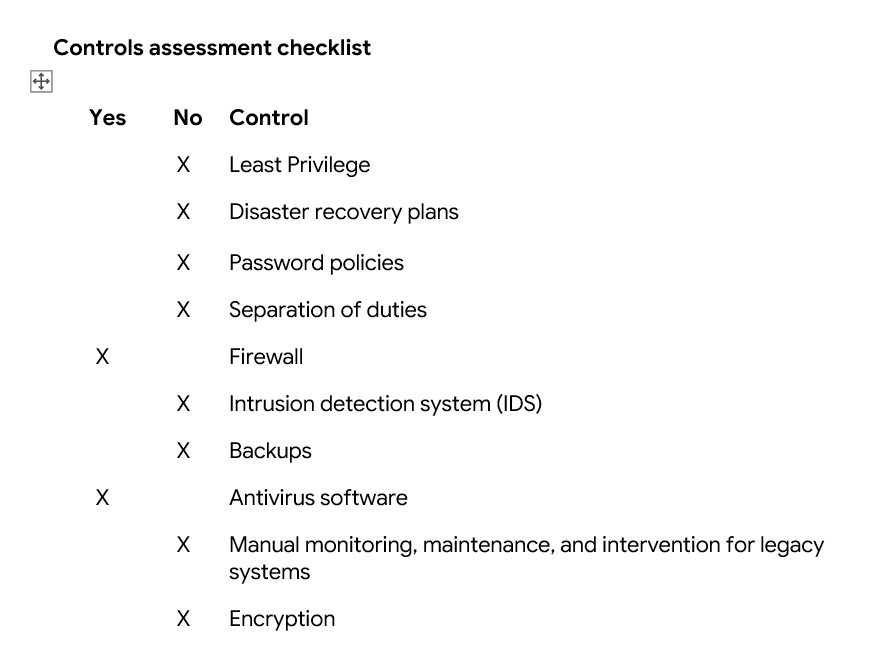 Controls assessment checklist
Yes No Control
X Least Privilege
X Disaster recovery plans
X Password policies
X Separation of duties
X Firewall
X Intrusion detection system (IDS)
X Backups
X Antivirus software
X Manual monitoring, maintenance, and intervention for legacy
systems
X Encryption